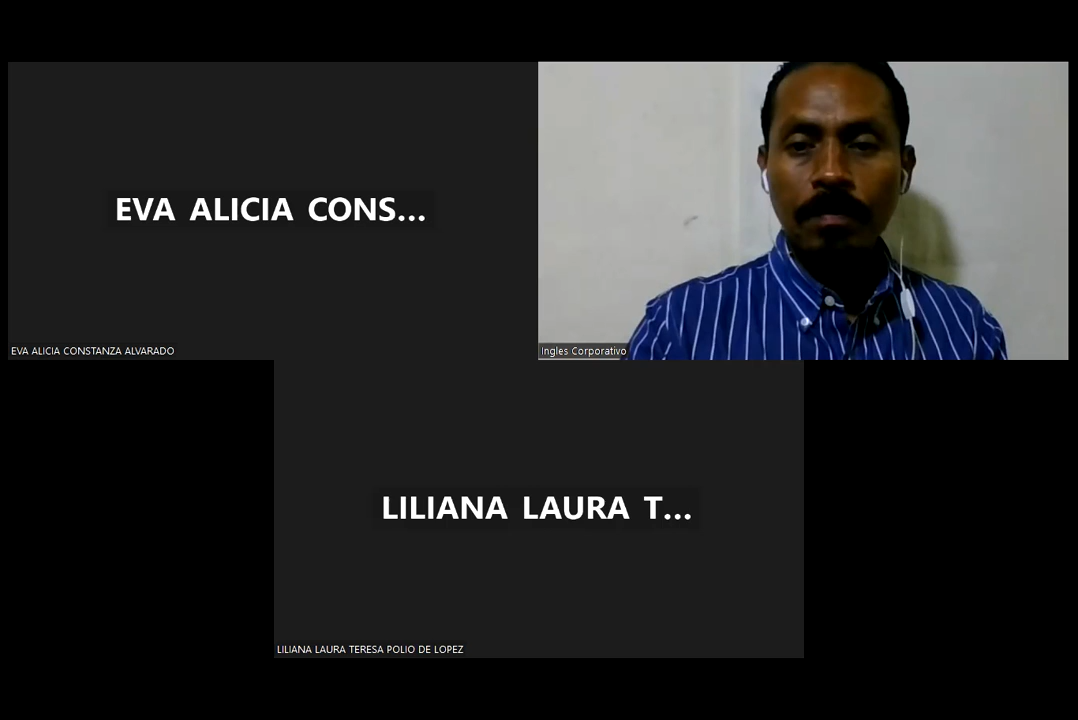 EVA ALICIA CONS...
EVA ALICIA CONSTANZA ALVARADO
Ingles Corporativo
LILIANA LAURA T...
LILIANA LAURA TERESA POLIO DE LOPEZ